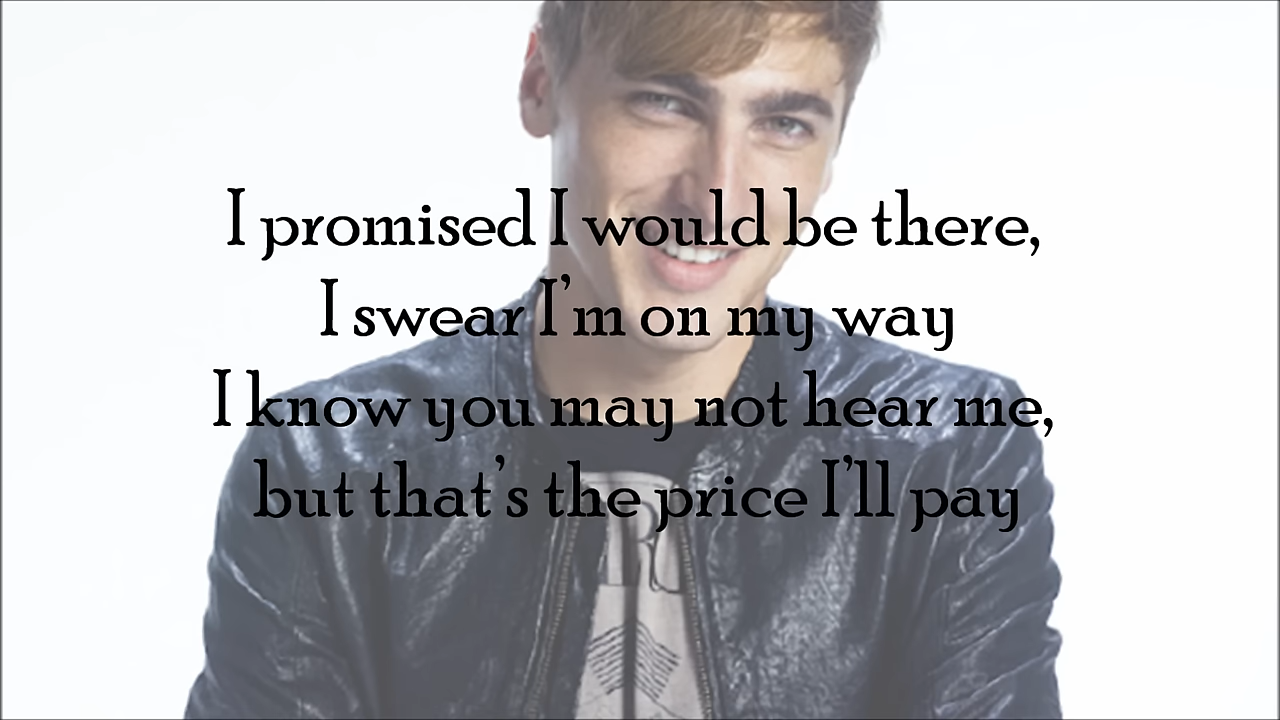 I promised I would be there,
I swear I'm on my way
I know you may not hear me,
but that's the price I'll pay